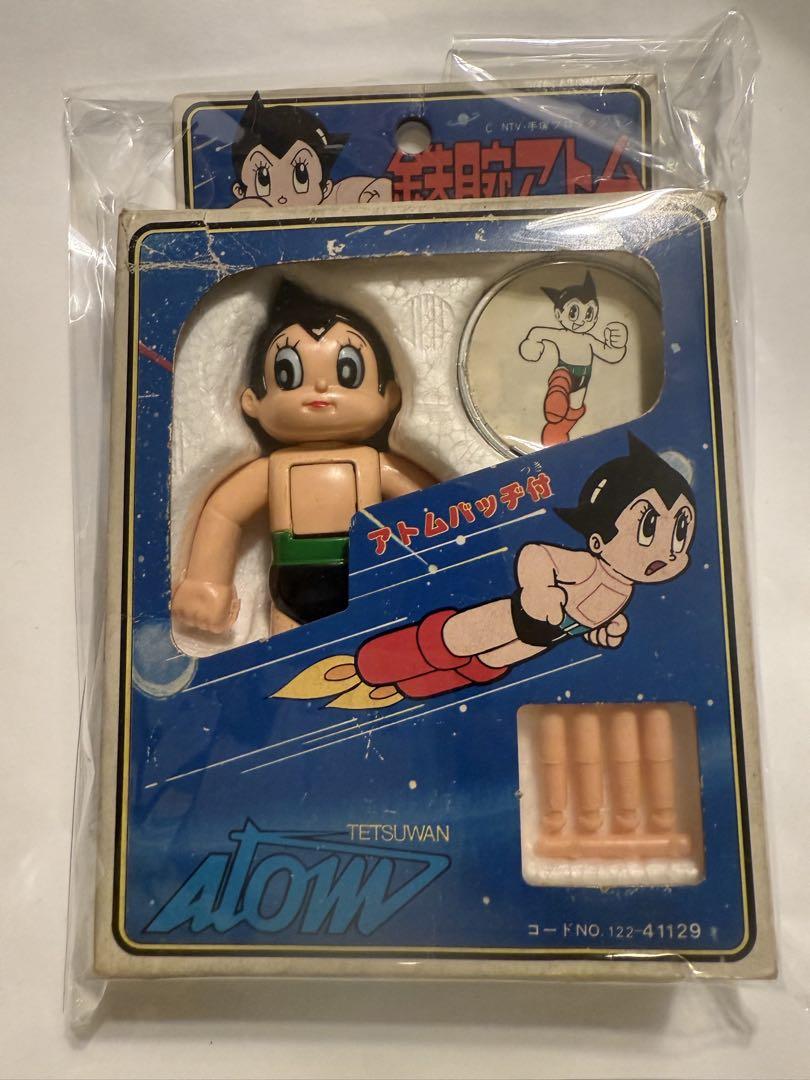 C NTV・手塚プロダクション
鉄腕アトム
つき
アトムバッヂ付
TETSUWAN
Atom
コードNO. 122-41129